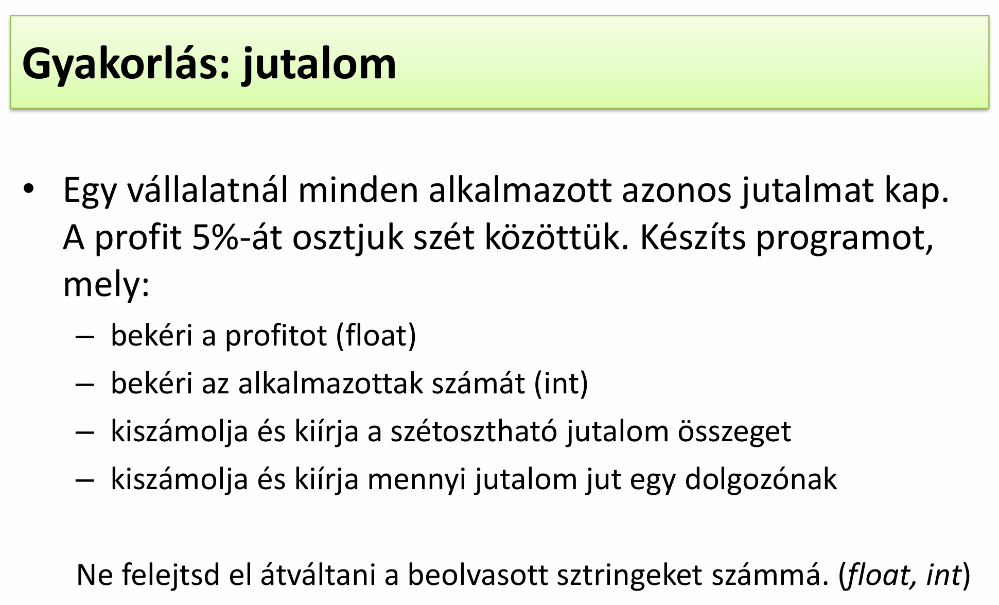 Gyakorlás: jutalom
• Egy vállalatnál minden alkalmazott azonos jutalmat kap.
A profit 5%-át osztjuk szét közöttük. Készíts programot,
mely:
– bekéri a profitot (float)
– bekéri az alkalmazottak számát (int)
– kiszámolja és kiírja a szétosztható jutalom összeget
– kiszámolja és kiírja mennyi jutalom jut egy dolgozónak
Ne felejtsd el átváltani a beolvasott sztringeket számmá. (float, int)